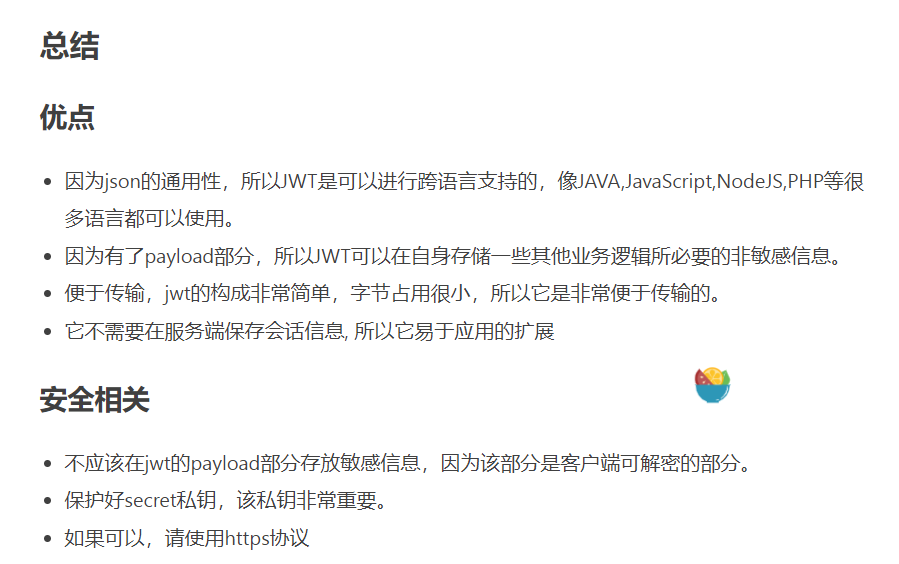 总结
优点
因为json的通用性，所以JWT是可以进行跨语言支持的，像JAVA,JavaScript,NodeJS,PHP等很
多语言都可以使用。
因为有了payload部分，所以JWT可以在自身存储一些其他业务逻辑所必要的非敏感信息。
便于传输，jwt的构成非常简单，字节占用很小，所以它是非常便于传输的。
它不需要在服务端保存会话信息, 所以它易于应用的扩展
安全相关
不应该在jwt的payload部分存放敏感信息，因为该部分是客户端可解密的部分。
保护好secret私钥，该私钥非常重要。
如果可以，请使用https协议